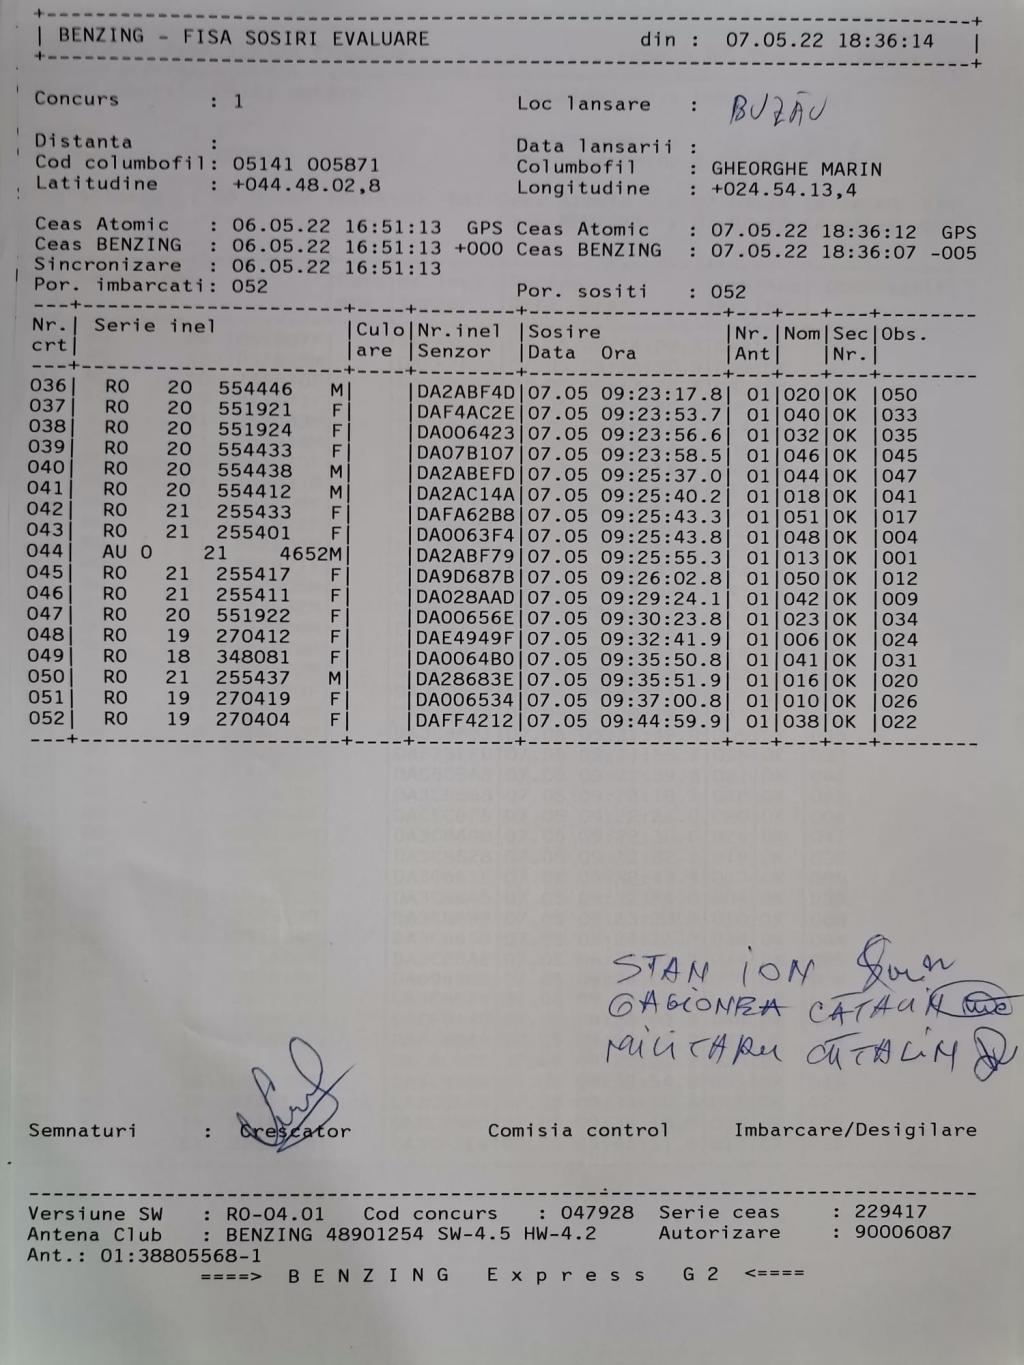 BENZING - FISA SOSIRI EVALUARE din : 07.05.22 18:36:14
Concurs : 1 Loc lansare : BUZĂU
Distanta : Data lansarii :
Cod columbofil: 05141 005871 Columbofil : GHEORGHE MARIN
Latitudine : +044.48.02,8 Longitudine : +024.54.13,4
Ceas Atomic : 06.05.22 16:51:13 GPS Ceas Atomic : 07.05.22 18:36:12 GPS
Ceas BENZING : 06.05.22 16:51:13 +000 Ceas BENZING : 07.05.22 18:36:07 -005
Sincronizare : 06.05.22 16:51:13
Por. imbarcati: 052 Por. sositi : 052
Nr.| Serie inel |Culo|Nr.inel |Sosire |Nr.|Nom|Sec|Obs.
crt| |are |Senzor |Data Ora |Ant| |Nr.|
036| RO 20 554446 M| |DA2ABF4D|07.05 09:23:17.8| 01|020|OK |050
037| RO 20 551921 F| |DAF4AC2E|07.05 09:23:53.7| 01|040|OK |033
038| RO 20 551924 F| |DA006423|07.05 09:23:56.6| 01|032|OK |035
039| RO 20 554433 F| |DA07B107|07.05 09:23:58.5| 01|046|OK |045
040| RO 20 554438 M| |DA2ABEFD|07.05 09:25:37.0| 01|044|OK |047
041| RO 20 554412 M| |DA2AC14A|07.05 09:25:40.2| 01|018|OK |041
042| RO 21 255433 F| |DAFA62B8|07.05 09:25:43.3| 01|051|OK |017
043| RO 21 255401 F| |DA0063F4|07.05 09:25:43.8| 01|048|OK |004
044| AU 0 21 4652M| |DA2ABF79|07.05 09:25:55.3| 01|013|OK |001
045| RO 21 255417 F| |DA9D687B|07.05 09:26:02.8| 01|050|OK |012
046| RO 21 255411 F| |DA028AAD|07.05 09:29:24.1| 01|042|OK |009
047| RO 20 551922 F| |DA00656E|07.05 09:30:23.8| 01|023|OK |034
048| RO 19 270412 F| |DAE4949F|07.05 09:32:41.9| 01|006|OK |024
049| RO 18 348081 F| |DA0064B0|07.05 09:35:50.8| 01|041|OK |031
050| RO 21 255437 M| |DA28683E|07.05 09:35:51.9| 01|016|OK |020
051| RO 19 270419 F| |DA006534|07.05 09:37:00.8| 01|010|OK |026
052| RO 19 270404 F| |DAFF4212|07.05 09:44:59.9| 01|038|OK |022
STAN ION
CĂTĂLIN
MILITARU CĂTĂLIN
Semnaturi : Crescator Comisia control Imbarcare/Desigilare
Versiune SW : RO-04.01 Cod concurs : 047928 Serie ceas : 229417
Antena Club : BENZING 48901254 SW-4.5 HW-4.2 Autorizare : 90006087
Ant.: 01:38805568-1
====> B E N Z I N G E x p r e s s G 2 <====